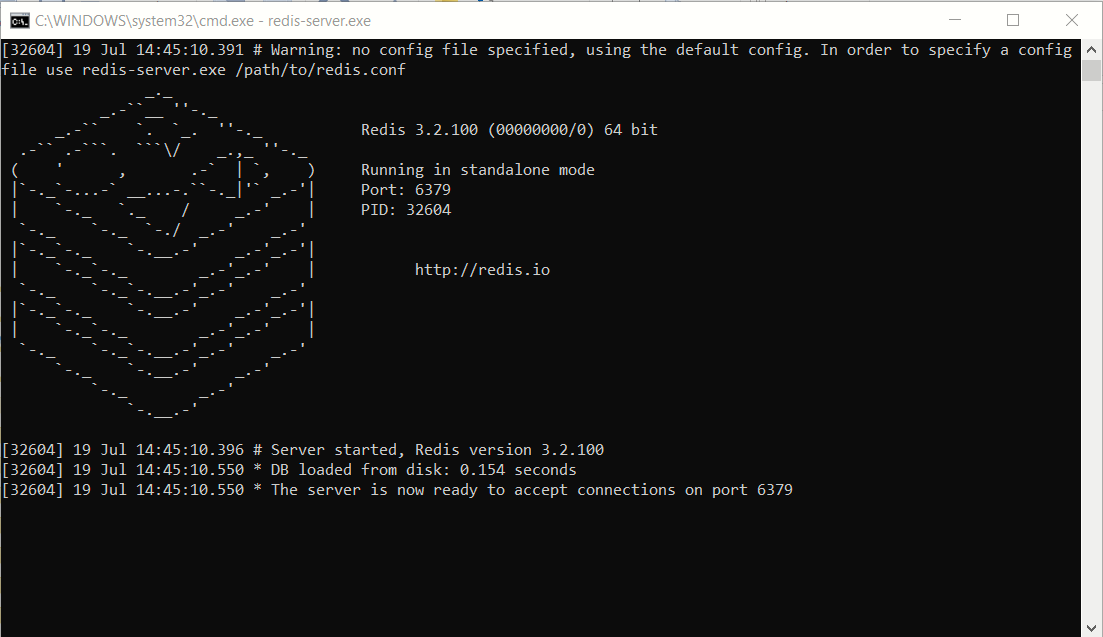 C:\WINDOWS\system32\cmd.exe - redis-server.exe
[32604] 19 Jul 14:45:10.391 # Warning: no config file specified, using the default config. In order to specify a config
file use redis-server.exe /path/to/redis.conf
Redis 3.2.100 (00000000/0) 64 bit
Running in standalone mode
Port: 6379
PID: 32604
http://redis.io
[32604] 19 Jul 14:45:10.396 # Server started, Redis version 3.2.100
[32604] 19 Jul 14:45:10.550 * DB loaded from disk: 0.154 seconds
[32604] 19 Jul 14:45:10.550 * The server is now ready to accept connections on port 6379